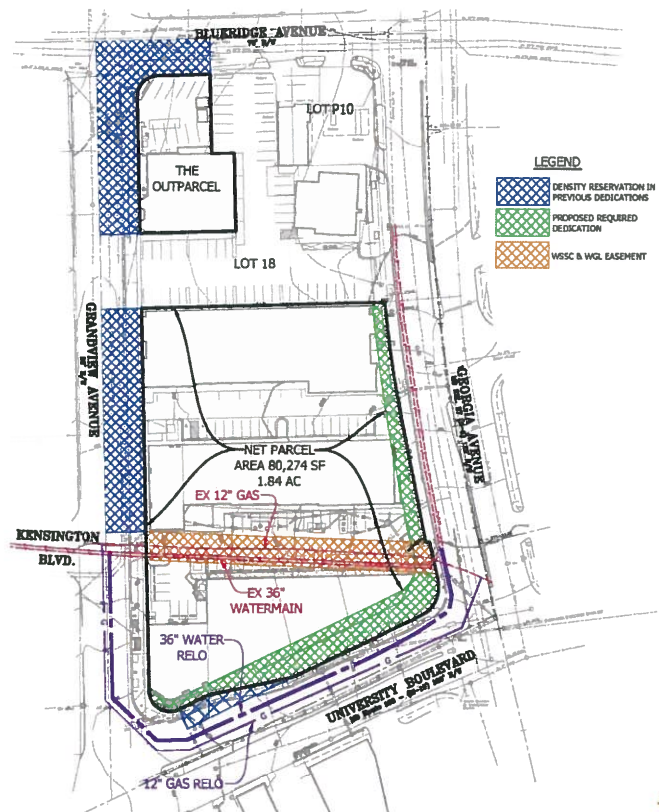 BLUERIDGE AVENUE
70' R/W
LOT P10
THE
OUTPARCEL
LEGEND
DENSITY RESERVATION IN
PREVIOUS DEDICATIONS
PROPOSED REQUIRED
DEDICATION
WSSC & WGL EASEMENT
LOT 18
GRANDVIEW AVENUE
GEORGIA AVENUE
NET PARCEL
AREA 80,274 SF
1.84 AC
EX 12" GAS
KENSINGTON
BLVD.
EX 36"
WATERMAIN
36" WATER
RELO
UNIVERSITY BOULEVARD
12" GAS RELO
G
G